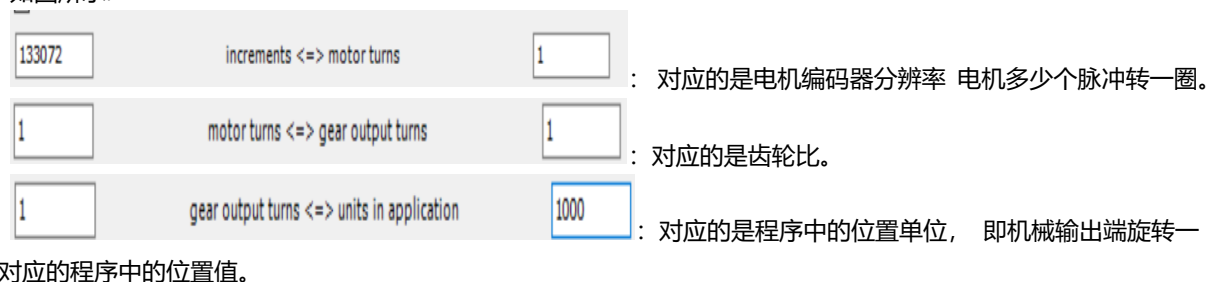 133072 increments <=> motor turns 1 : 对应的是电机编码器分辨率 电机多少个脉冲转一圈。
1 motor turns <=> gear output turns 1 : 对应的是齿轮比。
1 gear output turns <=> units in application 1000 : 对应的是程序中的位置单位， 即机械输出端旋转一
对应的程序中的位置值。